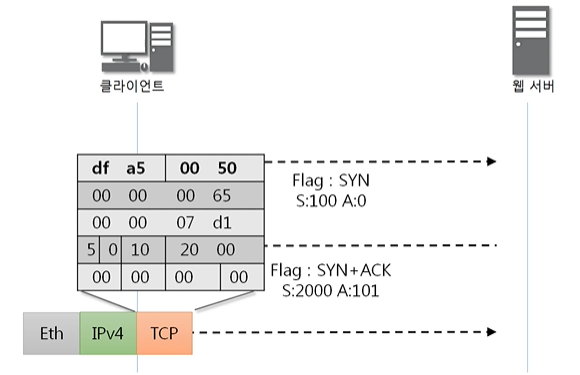 클라이언트
웹 서버
df a5 00 50
00 00 00 65
00 00 07 d1
5 0 10 20 00
00 00 00 00
Flag : SYN
S:100 A:0
Flag : SYN+ACK
S:2000 A:101
Eth IPv4 TCP